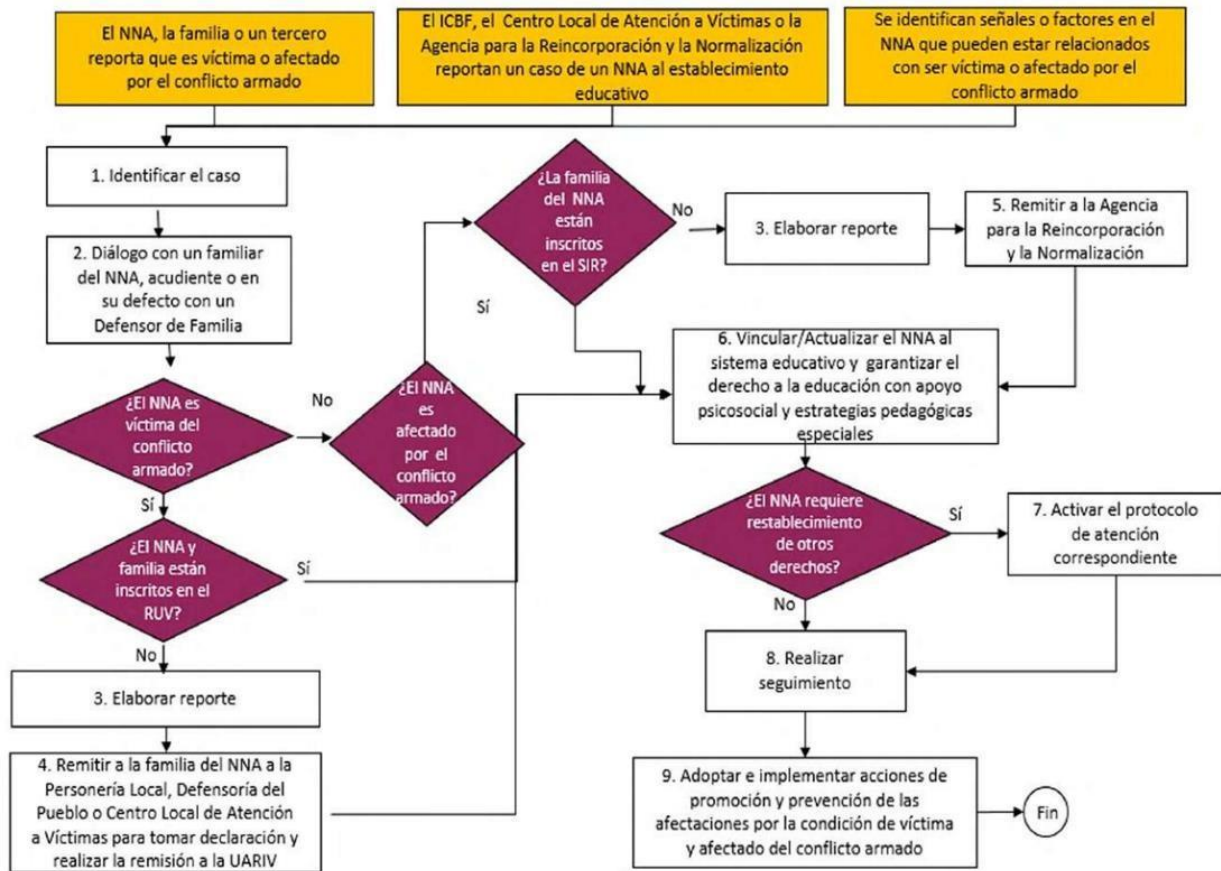 El NNA, la familia o un tercero
reporta que es víctima o afectado
por el conflicto armado
El ICBF, el Centro Local de Atención a Víctimas o la
Agencia para la Reincorporación y la Normalización
reportan un caso de un NNA al establecimiento
educativo
Se identifican señales o factores en el
NNA que pueden estar relacionados
con ser víctima o afectado por el
conflicto armado
1. Identificar el caso
2. Diálogo con un familiar
del NNA, acudiente o en
su defecto con un
Defensor de Familia
¿El NNA es
víctima del
conflicto
armado?
No
Sí
¿El NNA
es
afectado
por el
conflicto
armado?
¿La familia
del NNA
están
inscritos
en el SIR?
No
Sí
3. Elaborar reporte
5. Remitir a la Agencia
para la Reincorporación
y la Normalización
¿El NNA y
familia están
inscritos en el
RUV?
Sí
No
3. Elaborar reporte
4. Remitir a la familia del NNA a la
Personería Local, Defensoría del
Pueblo o Centro Local de Atención
a Víctimas para tomar declaración y
realizar la remisión a la UARIV
6. Vincular/Actualizar el NNA al
sistema educativo y garantizar el
derecho a la educación con apoyo
psicosocial y estrategias pedagógicas
especiales
¿El NNA requiere
restablecimiento
de otros
derechos?
Sí
No
7. Activar el protocolo
de atención
correspondiente
8. Realizar
seguimiento
9. Adoptar e implementar acciones de
promoción y prevención de las
afectaciones por la condición de víctima
y afectado del conflicto armado
Fin